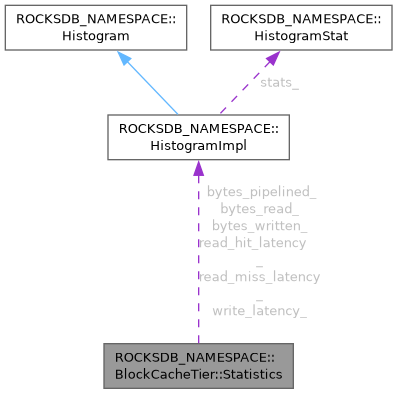 ROCKSDB_NAMESPACE::
Histogram
ROCKSDB_NAMESPACE::
HistogramStat
stats_
ROCKSDB_NAMESPACE::
HistogramImpl
bytes_pipelined_
bytes_read_
bytes_written_
read_hit_latency
_
read_miss_latency
_
write_latency_
ROCKSDB_NAMESPACE::
BlockCacheTier::Statistics